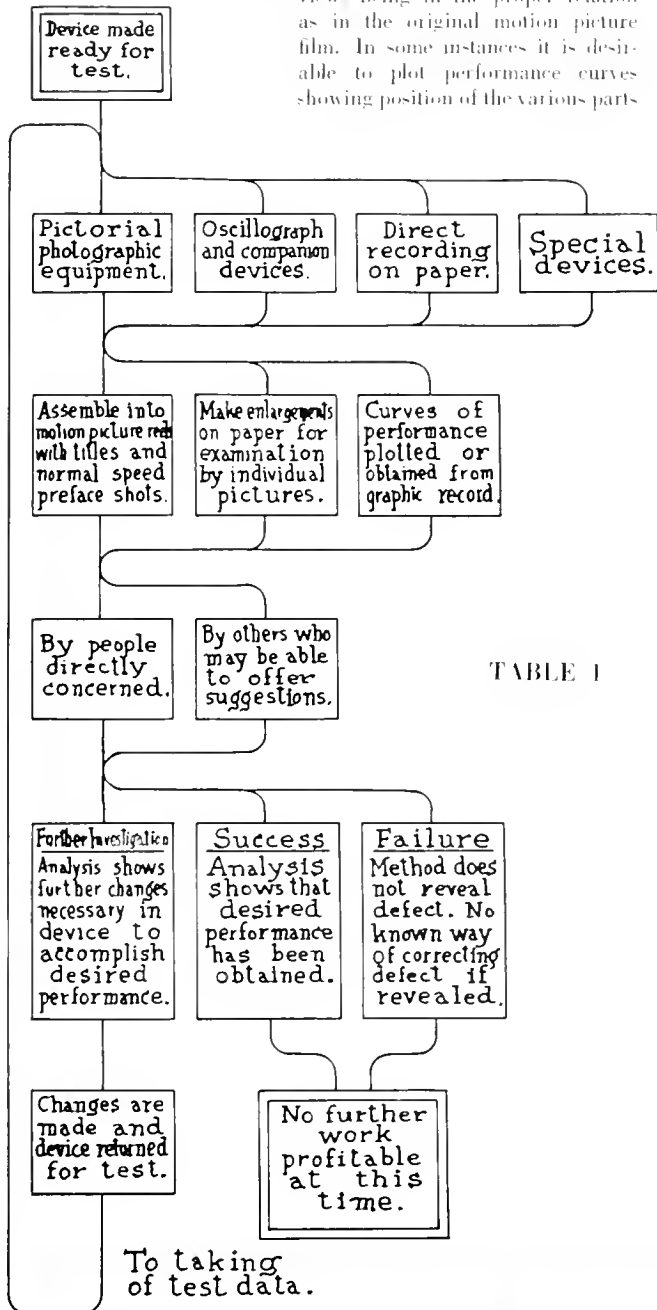 view being in the proper relation
as in the original motion picture
film. In some instances it is desir-
able to plot performance curves
showing position of the various parts
Device made
ready for
test.
Pictorial
photographic
equipment.
Oscillograph
and companion
devices.
Direct
recording
on paper.
Special
devices.
Assemble into
motion picture reels
with titles and
normal speed
preface shots.
Make enlargements
on paper for
examination
by individual
pictures.
Curves of
performance
plotted or
obtained from
graphic record.
By people
directly
concerned.
By others who
may be able
to offer
suggestions.
TABLE 1
Further Investigation
Analysis shows
further changes
necessary in
device to
accomplish
desired
performance.
Success
Analysis
shows that
desired
performance
has been
obtained.
Failure
Method does
not reveal
defect. No
known way
of correcting
defect if
revealed.
Changes are
made and
device returned
for test.
No further
work
profitable
at this
time.
To taking
of test data.